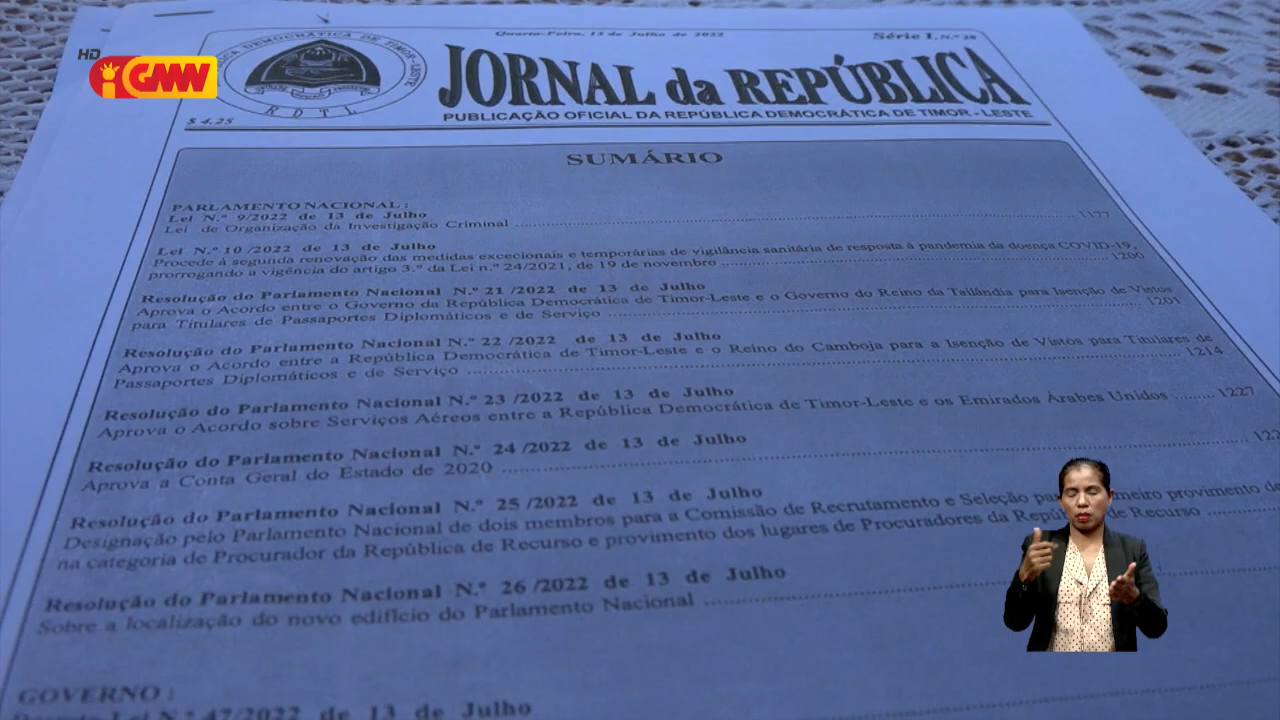 HD
GMW
Quarta-Feira, 13 de Julho de 2022
Série I, N.° 28
$ 4.25
R D T L
JORNAL da REPÚBLICA
PUBLICAÇÃO OFICIAL DA REPÚBLICA DEMOCRÁTICA DE TIMOR - LESTE
SUMÁRIO
PARLAMENTO NACIONAL :
Lei N.º 9/2022 de 13 de Julho
Lei de Organização da Investigação Criminal 1177
Lei N.º 10 /2022 de 13 de Julho
Procede à segunda renovação das medidas excecionais e temporárias de vigilância sanitária de resposta à pandemia da doença COVID-19,
prorrogando a vigência do artigo 3.º da Lei n.º 24/2021, de 19 de novembro 1200
Resolução do Parlamento Nacional N.º 21 /2022 de 13 de Julho
Aprova o Acordo entre o Governo da República Democrática de Timor-Leste e o Governo do Reino da Tailândia para Isenção de Vistos
para Titulares de Passaportes Diplomáticos e de Serviço 1201
Resolução do Parlamento Nacional N.º 22 /2022 de 13 de Julho
Aprova o Acordo entre a República Democrática de Timor-Leste e o Reino do Camboja para a Isenção de Vistos para Titulares de
Passaportes Diplomáticos e de Serviço 1214
Resolução do Parlamento Nacional N.º 23 /2022 de 13 de Julho
Aprova o Acordo sobre Serviços Aéreos entre a República Democrática de Timor-Leste e os Emirados Árabes Unidos 1227
Resolução do Parlamento Nacional N.º 24 /2022 de 13 de Julho
Aprova a Conta Geral do Estado de 2020
Resolução do Parlamento Nacional N.º 25 /2022 de 13 de Julho
Designação pelo Parlamento Nacional de dois membros para a Comissão de Recrutamento e Seleção provimento de
na categoria de Procurador da República de Recurso e provimento dos lugares de Procuradores da de Recurso
Resolução do Parlamento Nacional N.º 26 /2022 de 13 de Julho
Sobre a localização do novo edifício do Parlamento Nacional
GOVERNO :
Lei N.º 47/2022 de 13 de Julho